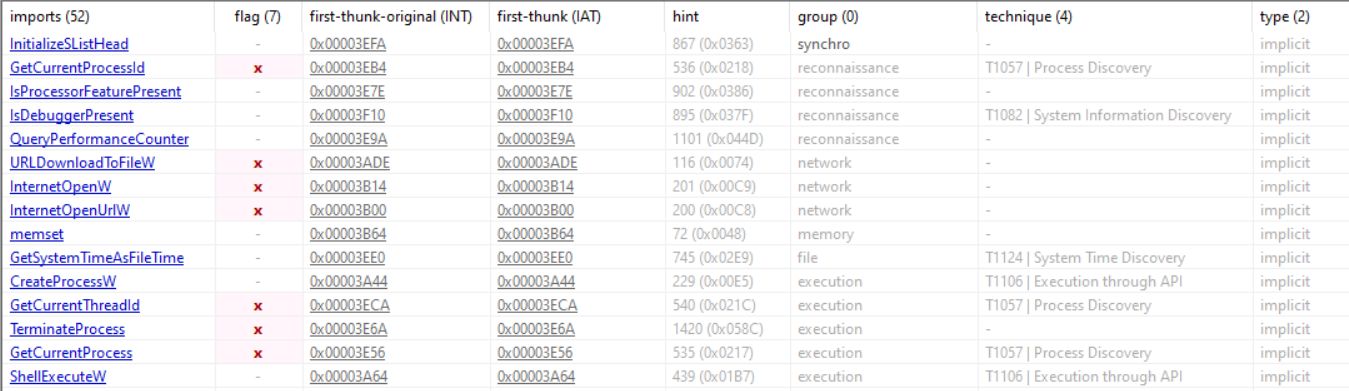 imports (52) flag (7) first-thunk-original (INT) first-thunk (IAT) hint group (0) technique (4) type (2)
InitializeSListHead - 0x00003EFA 0x00003EFA 867 (0x0363) synchro - implicit
GetCurrentProcessId x 0x00003EB4 0x00003EB4 536 (0x0218) reconnaissance T1057 | Process Discovery implicit
IsProcessorFeaturePresent - 0x00003E7E 0x00003E7E 902 (0x0386) reconnaissance - implicit
IsDebuggerPresent - 0x00003F10 0x00003F10 895 (0x037F) reconnaissance T1082 | System Information Discovery implicit
QueryPerformanceCounter - 0x00003E9A 0x00003E9A 1101 (0x044D) reconnaissance - implicit
URLDownloadToFileW x 0x00003ADE 0x00003ADE 116 (0x0074) network - implicit
InternetOpenW x 0x00003B14 0x00003B14 201 (0x00C9) network - implicit
InternetOpenUrlW x 0x00003B00 0x00003B00 200 (0x00C8) network - implicit
memset - 0x00003B64 0x00003B64 72 (0x0048) memory - implicit
GetSystemTimeAsFileTime - 0x00003EE0 0x00003EE0 745 (0x02E9) file T1124 | System Time Discovery implicit
CreateProcessW - 0x00003A44 0x00003A44 229 (0x00E5) execution T1106 | Execution through API implicit
GetCurrentThreadId x 0x00003ECA 0x00003ECA 540 (0x021C) execution T1057 | Process Discovery implicit
TerminateProcess x 0x00003E6A 0x00003E6A 1420 (0x058C) execution - implicit
GetCurrentProcess x 0x00003E56 0x00003E56 535 (0x0217) execution T1057 | Process Discovery implicit
ShellExecuteW - 0x00003A64 0x00003A64 439 (0x01B7) execution T1106 | Execution through API implicit